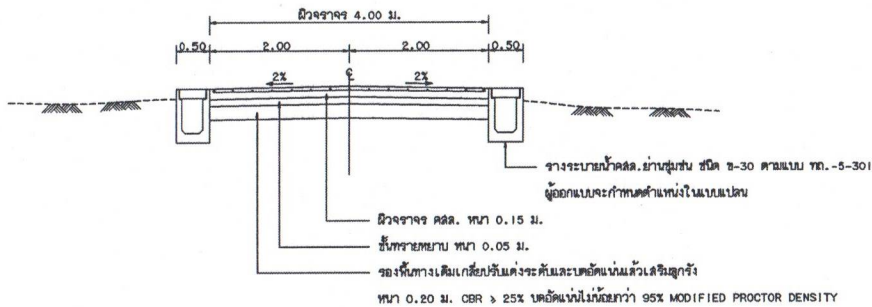 ผิวจราจร 4.00 ม.
0.50 2.00 2.00 0.50
2% ℄ 2%
รางระบายน้ำคสล.ย่านชุมชน ชนิด ข-30 ตามแบบ ทถ.-5-301
ผู้ออกแบบจะกำหนดตำแหน่งในแบบแปลน
ผิวจราจร คสล. หนา 0.15 ม.
ชั้นทรายหยาบ หนา 0.05 ม.
รองพื้นทางเดิมเกลี่ยปรับแต่งระดับและบดอัดแน่นแล้วเสริมลูกรัง
หนา 0.20 ม. CBR ≥ 25% บดอัดแน่นไม่น้อยกว่า 95% MODIFIED PROCTOR DENSITY